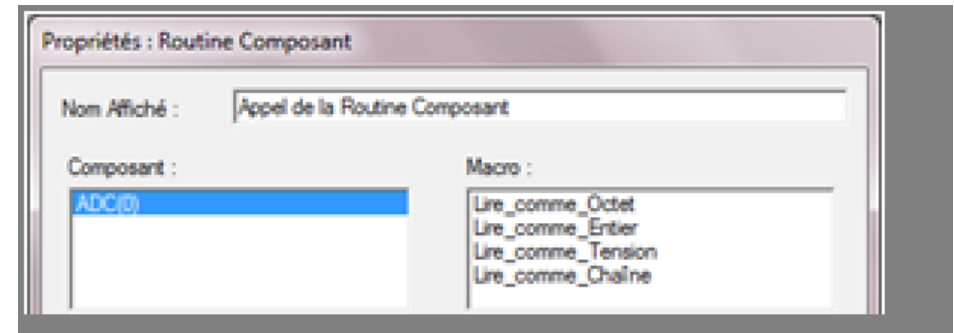 Propriétés : Routine Composant
Nom Affiché : Appel de la Routine Composant
Composant : Macro :
ADC(0) Lire_comme_Octet
Lire_comme_Entier
Lire_comme_Tension
Lire_comme_Chaîne